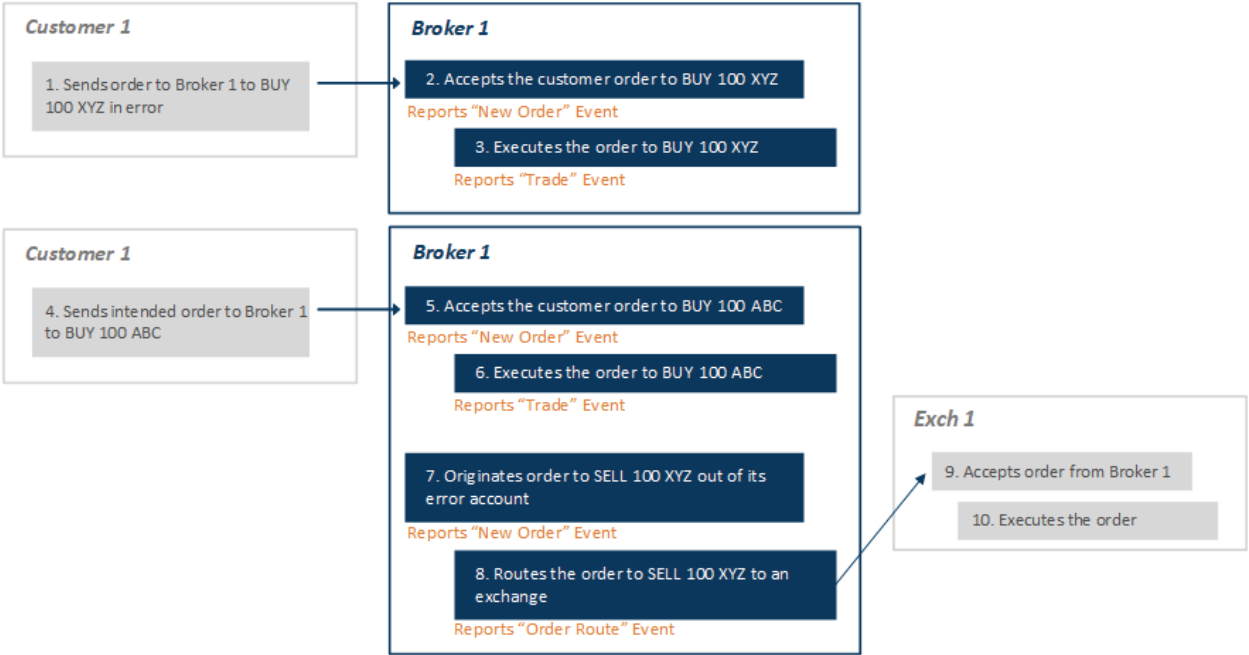 Customer 1
1. Sends order to Broker 1 to BUY
100 XYZ in error
Broker 1
2. Accepts the customer order to BUY 100 XYZ
Reports “New Order” Event
3. Executes the order to BUY 100 XYZ
Reports “Trade” Event
Customer 1
4. Sends intended order to Broker 1
to BUY 100 ABC
Broker 1
5. Accepts the customer order to BUY 100 ABC
Reports “New Order” Event
6. Executes the order to BUY 100 ABC
Reports “Trade” Event
7. Originates order to SELL 100 XYZ out of its
error account
Reports “New Order” Event
8. Routes the order to SELL 100 XYZ to an
exchange
Reports “Order Route” Event
Exch 1
9. Accepts order from Broker 1
10. Executes the order